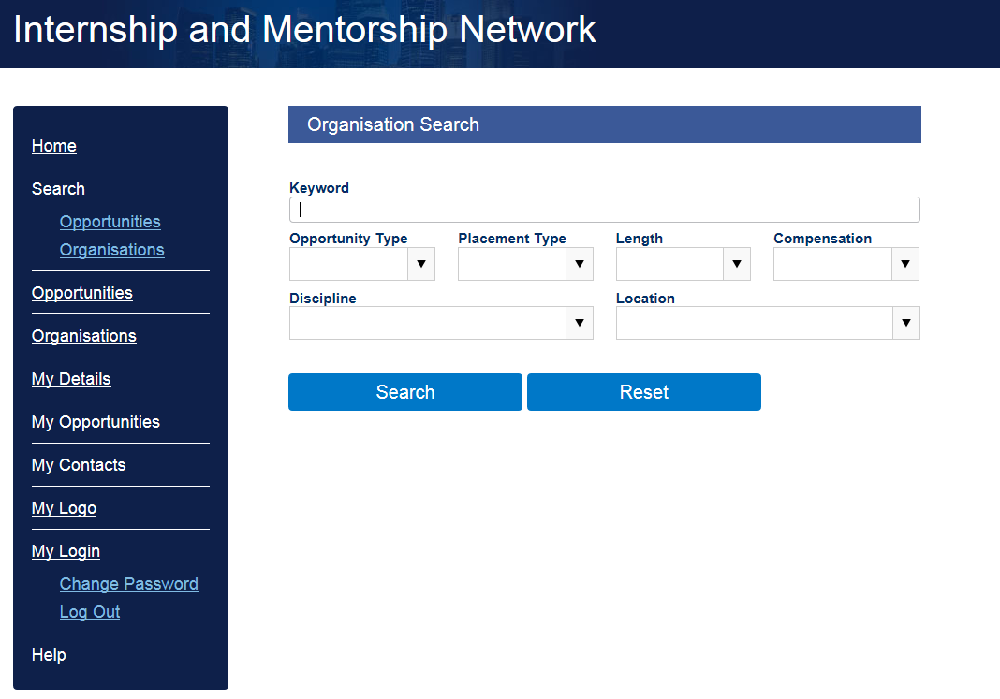 Internship and Mentorship Network
Home
Search
Opportunities
Organisations
Opportunities
Organisations
My Details
My Opportunities
My Contacts
My Logo
My Login
Change Password
Log Out
Help
Organisation Search
Keyword
Opportunity Type Placement Type Length Compensation
Discipline Location
Search Reset